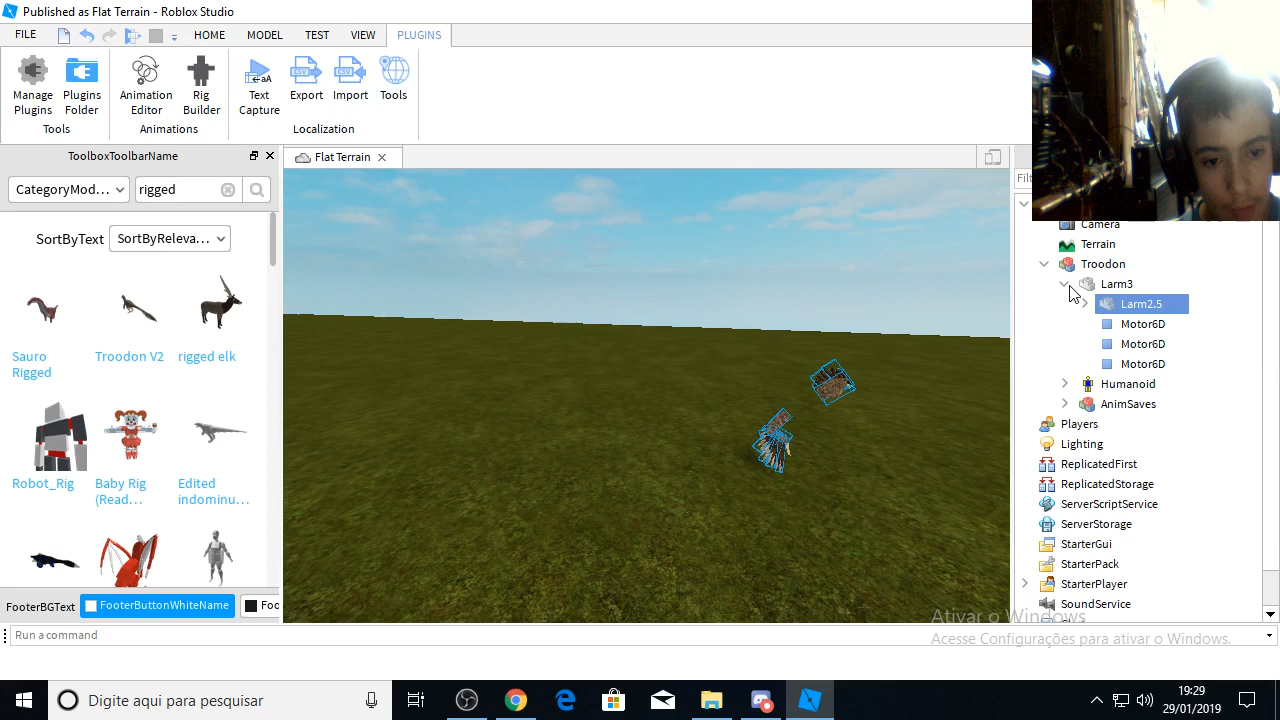 Published as Flat Terrain - Roblox Studio
FILE HOME MODEL TEST VIEW PLUGINS
Manage Plugins
Plugins Folder
Animation Editor
Rig Builder
Text Capture
Export
Import
Tools
Tools
Animations
Localization
ToolboxToolbarName
CategoryMod...
rigged
SortByText
SortByReleva...
Sauro Rigged
Troodon V2
rigged elk
Robot_Rig
Baby Rig (Read...
Edited indominu...
FooterBGText
FooterButtonWhiteName
Foo
Flat Terrain
Filt
Camera
Terrain
Troodon
Larm3
Larm2.5
Motor6D
Motor6D
Motor6D
Humanoid
AnimSaves
Players
Lighting
ReplicatedFirst
ReplicatedStorage
ServerScriptService
ServerStorage
StarterGui
StarterPack
StarterPlayer
SoundService
Ativar o Windows
Acesse Configurações para ativar o Windows.
Run a command
Digite aqui para pesquisar
19:29
29/01/2019